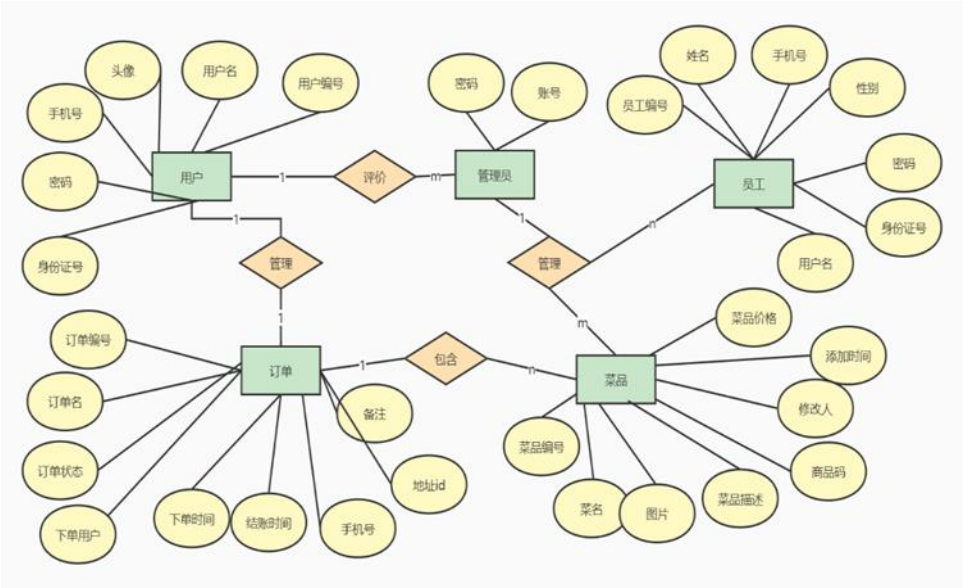 头像
用户名
用户编号
手机号
密码
身份证号
用户
1
评价
m
密码
账号
管理员
姓名
手机号
员工编号
性别
密码
身份证号
用户名
员工
1
管理
1
1
管理
n
m
订单编号
订单名
订单状态
下单用户
下单时间
结账时间
手机号
地址id
备注
订单
1
包含
n
菜品
菜品价格
添加时间
修改人
商品码
菜品描述
图片
菜名
菜品编号